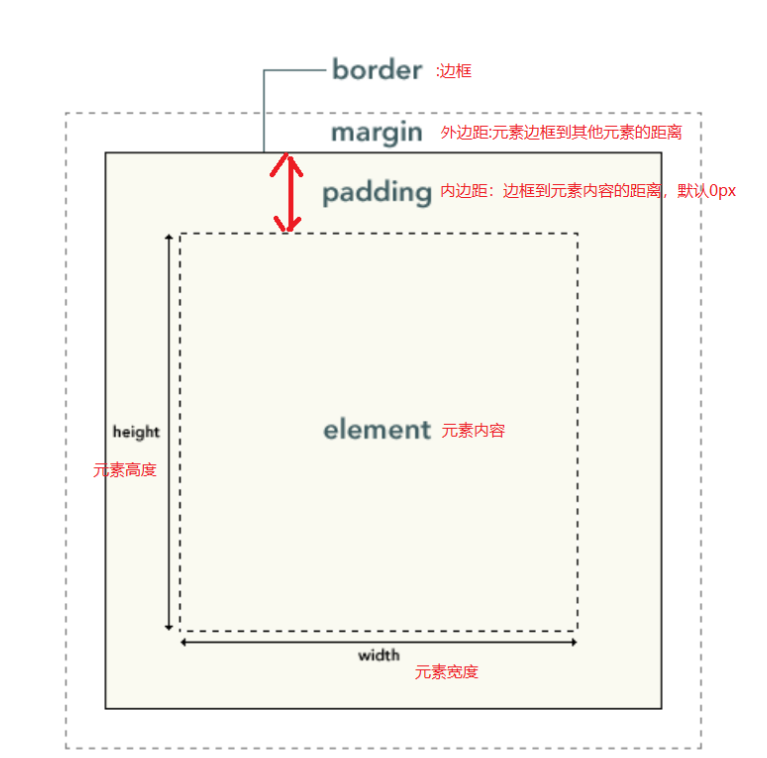 border :边框
margin 外边距:元素边框到其他元素的距离
padding 内边距：边框到元素内容的距离，默认0px
element 元素内容
height
元素高度
width
元素宽度